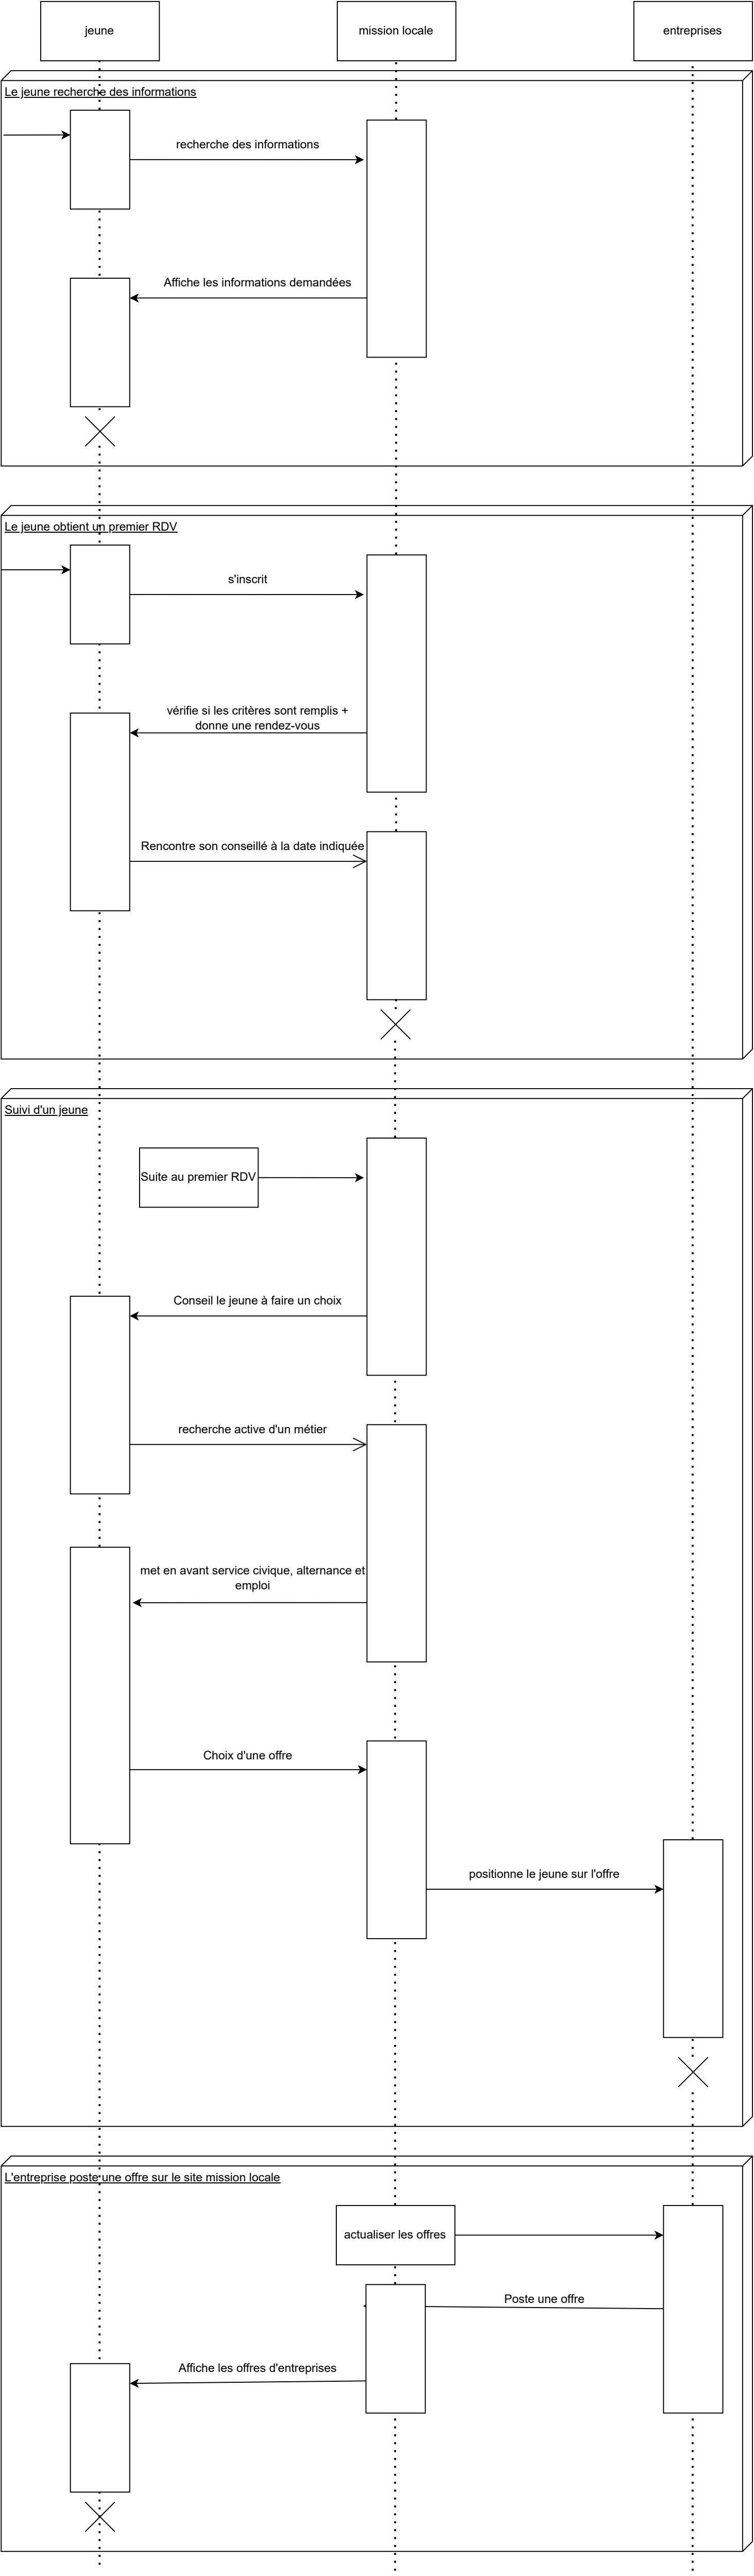 jeune
mission locale
entreprises
Le jeune recherche des informations
recherche des informations
Affiche les informations demandées
Le jeune obtient un premier RDV
s'inscrit
vérifie si les critères sont remplis +
donne une rendez-vous
Rencontre son conseillé à la date indiquée
Suivi d'un jeune
Suite au premier RDV
Conseil le jeune à faire un choix
recherche active d'un métier
met en avant service civique, alternance et
emploi
Choix d'une offre
positionne le jeune sur l'offre
L'entreprise poste une offre sur le site mission locale
actualiser les offres
Poste une offre
Affiche les offres d'entreprises